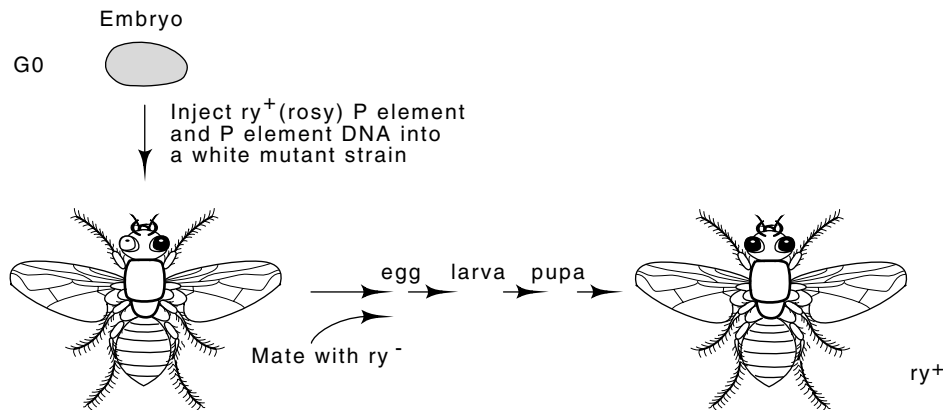 Embryo
G0
Inject ry+(rosy) P element
and P element DNA into
a white mutant strain
egg larva pupa
Mate with ry -
ry+